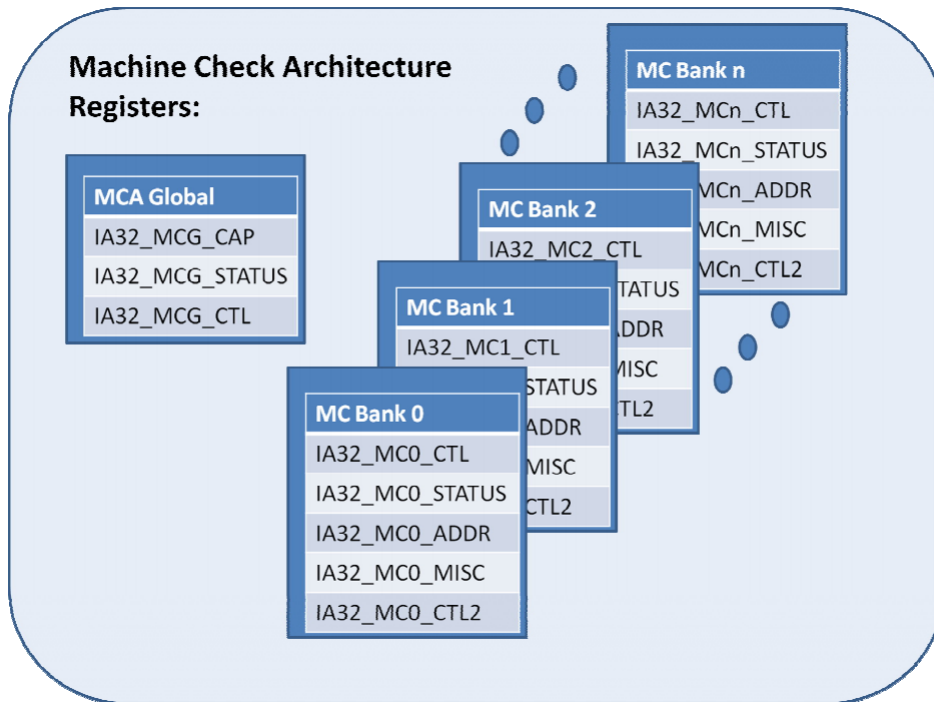 Machine Check Architecture
Registers:
MCA Global
IA32_MCG_CAP
IA32_MCG_STATUS
IA32_MCG_CTL
MC Bank 0
IA32_MC0_CTL
IA32_MC0_STATUS
IA32_MC0_ADDR
IA32_MC0_MISC
IA32_MC0_CTL2
MC Bank 1
IA32_MC1_CTL
STATUS
ADDR
MISC
CTL2
MC Bank 2
IA32_MC2_CTL
TATUS
DDR
MISC
CTL2
MC Bank n
IA32_MCn_CTL
IA32_MCn_STATUS
MCn_ADDR
MCn_MISC
MCn_CTL2